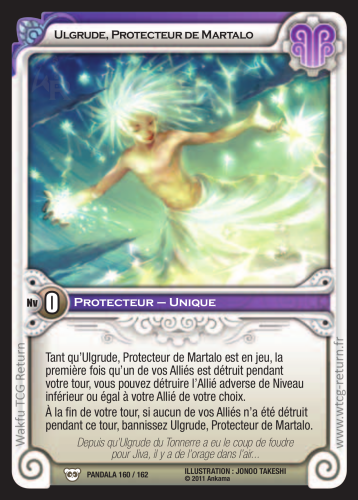 Ulgrude, Protecteur de Martalo
Nv 0 Protecteur – Unique
Tant qu'Ulgrude, Protecteur de Martalo est en jeu, la
première fois qu'un de vos Alliés est détruit pendant
votre tour, vous pouvez détruire l'Allié adverse de Niveau
inférieur ou égal à votre Allié de votre choix.
À la fin de votre tour, si aucun de vos Alliés n'a été détruit
pendant ce tour, bannissez Ulgrude, Protecteur de Martalo.
Depuis qu'Ulgrude du Tonnerre a eu le coup de foudre
pour Jiva, il y a de l'orage dans l'air...
PANDALA 160 / 162
ILLUSTRATION : JONOO TAKESHI
© 2011 Ankama
Wakfu TCG Return
www.wtcg-return.fr